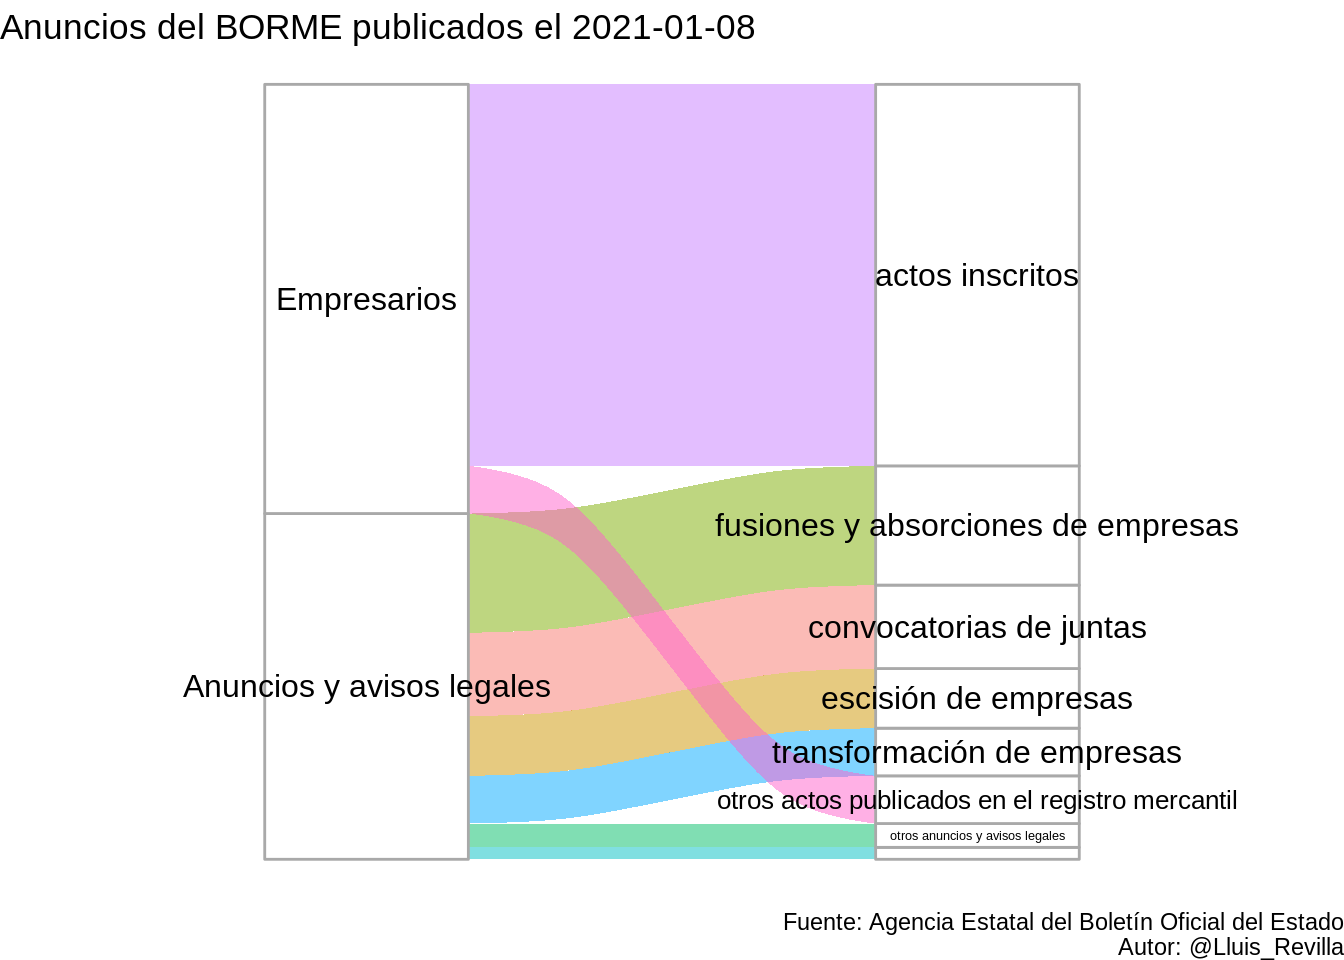 Anuncios del BORME publicados el 2021-01-08
Empresarios
actos inscritos
fusiones y absorciones de empresas
convocatorias de juntas
Anuncios y avisos legales
escisión de empresas
transformación de empresas
otros actos publicados en el registro mercantil
otros anuncios y avisos legales
Fuente: Agencia Estatal del Boletín Oficial del Estado
Autor: @Lluis_Revilla